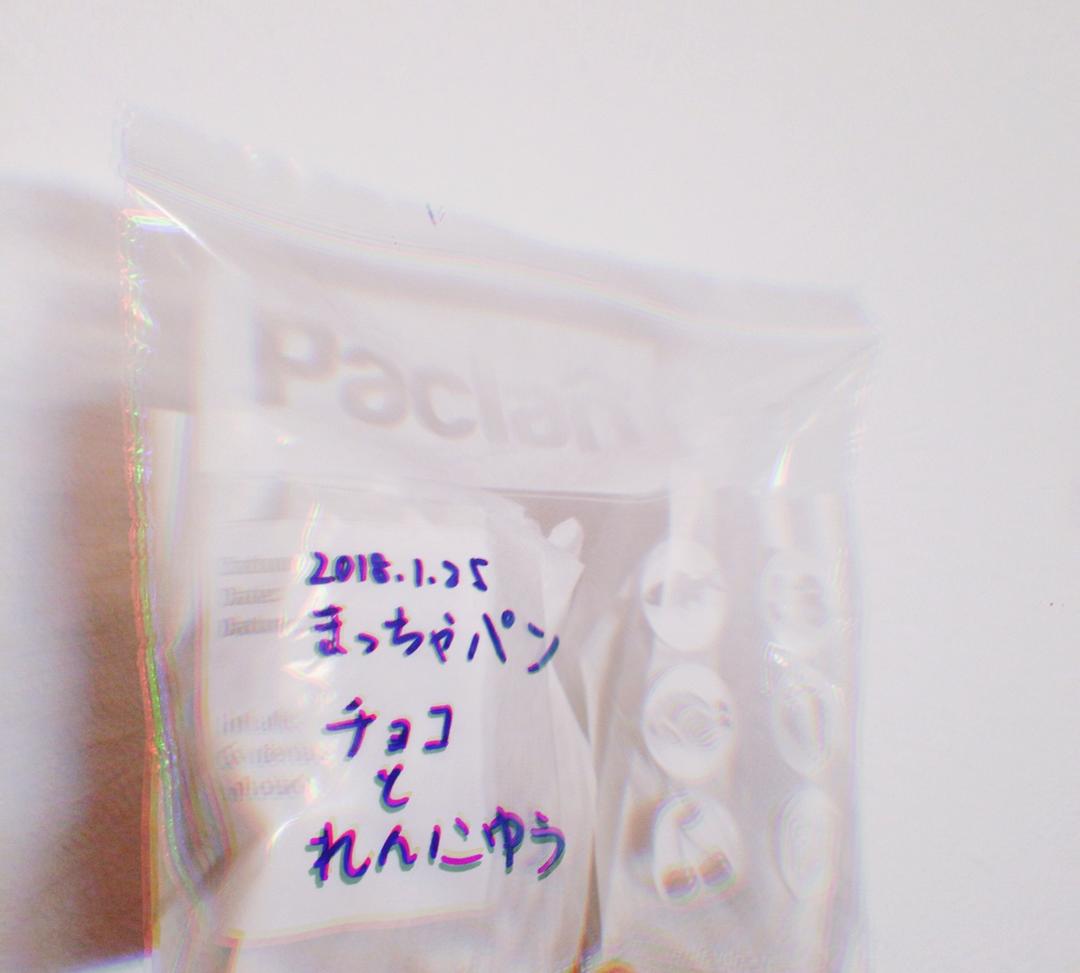 Paclan
2018.1.25
まっちゃパン
チョコ
と
れんにゅう